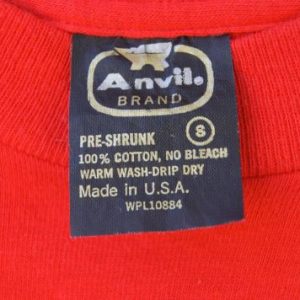 Anvil.
BRAND
PRE-SHRUNK S
100% COTTON, NO BLEACH
WARM WASH-DRIP DRY
Made in U.S.A.
WPL10884